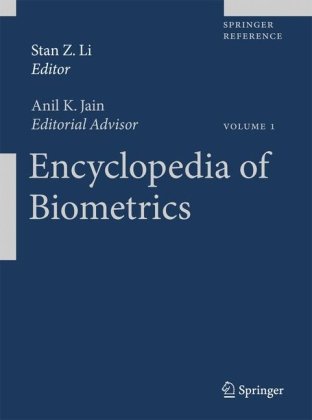 SPRINGER
REFERENCE
Stan Z. Li
Editor
Anil K. Jain
Editorial Advisor
VOLUME 1
Encyclopedia of
Biometrics
Springer